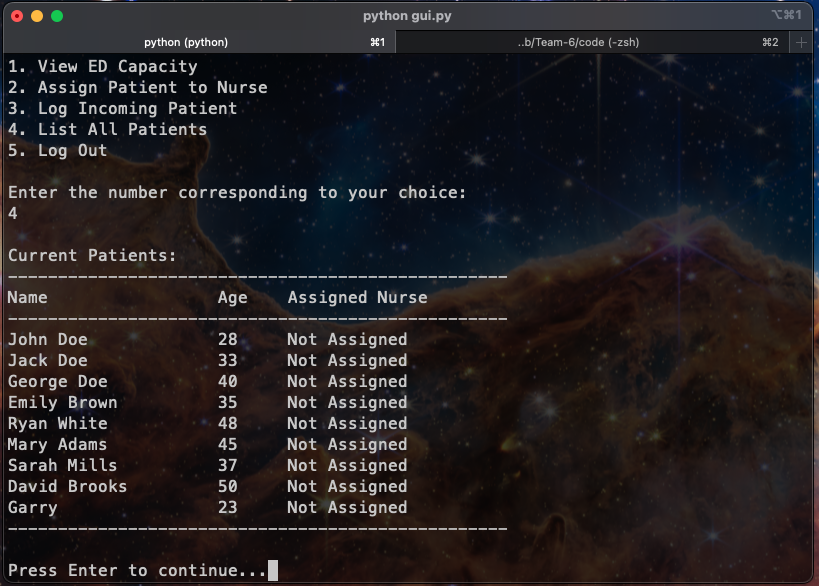 python gui.py
⌥⌘1
python (python)
⌘1
..b/Team-6/code (-zsh)
⌘2
1. View ED Capacity
2. Assign Patient to Nurse
3. Log Incoming Patient
4. List All Patients
5. Log Out
Enter the number corresponding to your choice:
4
Current Patients:
--------------------------------------------------
Name Age Assigned Nurse
--------------------------------------------------
John Doe 28 Not Assigned
Jack Doe 33 Not Assigned
George Doe 40 Not Assigned
Emily Brown 35 Not Assigned
Ryan White 48 Not Assigned
Mary Adams 45 Not Assigned
Sarah Mills 37 Not Assigned
David Brooks 50 Not Assigned
Garry 23 Not Assigned
--------------------------------------------------
Press Enter to continue...